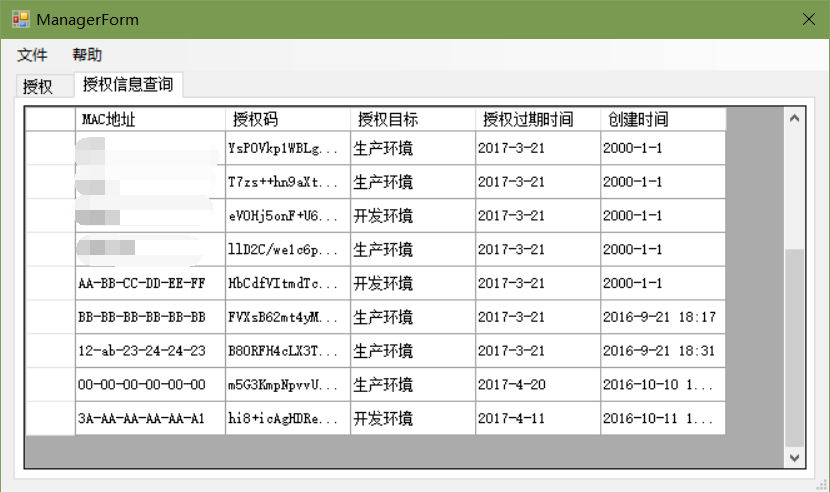 ManagerForm
文件 帮助
授权 授权信息查询
MAC地址 授权码 授权目标 授权过期时间 创建时间
YsPOVkp1WBLg... 生产环境 2017-3-21 2000-1-1
T7zs++hn9aXt... 生产环境 2017-3-21 2000-1-1
eVOHj5onF+U6... 开发环境 2017-3-21 2000-1-1
llD2C/we1c6p... 生产环境 2017-3-21 2000-1-1
AA-BB-CC-DD-EE-FF HbCdfVItmdTc... 开发环境 2017-3-21 2000-1-1
BB-BB-BB-BB-BB-BB FVXsB62mt4yM... 生产环境 2017-3-21 2016-9-21 18:17
12-ab-23-24-24-23 B8ORFH4cLX3T... 生产环境 2017-3-21 2016-9-21 18:31
00-00-00-00-00-00 m5G3KmpNpvvU... 生产环境 2017-4-20 2016-10-10 1...
3A-AA-AA-AA-AA-A1 hi8+icAgHDRe... 开发环境 2017-4-11 2016-10-11 1...